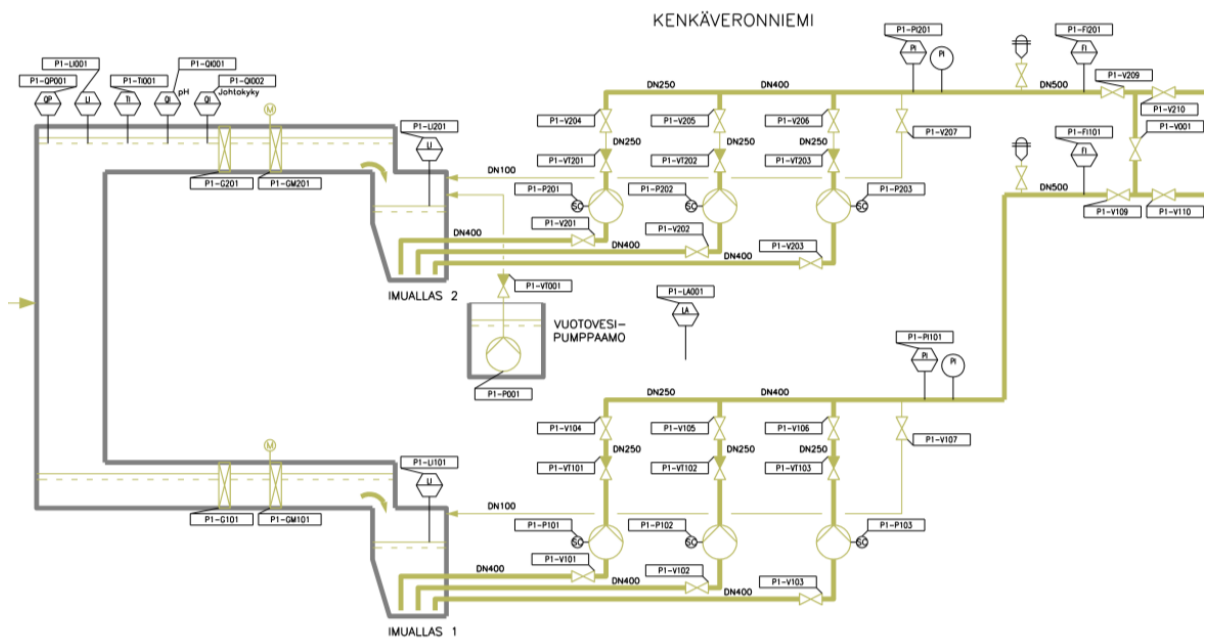 KENKÄVERONNIEMI
P1-LI001
P1-QI001
P1-QP001
P1-TI001
P1-QI002
pH
Johtokyky
QP
LI
TI
QI
QI
P1-PI201
P1-FI201
PI
PI
FI
P1-V209
DN250
DN400
DN500
P1-V210
M
P1-V204
P1-V205
P1-V206
P1-V207
P1-V001
P1-LI201
LI
DN250
DN250
DN250
P1-FI101
FI
P1-VT201
P1-VT202
P1-VT203
DN100
P1-G201
P1-GM201
P1-P201
P1-P202
P1-P203
SC
SC
SC
DN500
P1-V109
P1-V110
P1-V201
P1-V202
P1-V203
DN400
DN400
DN400
IMUALLAS 2
P1-VT001
P1-LA001
LA
VUOTOVESI-
PUMPPAAMO
P1-P001
P1-PI101
PI
PI
DN250
DN400
M
P1-V104
P1-V105
P1-V106
P1-V107
DN250
DN250
DN250
P1-LI101
LI
P1-VT101
P1-VT102
P1-VT103
DN100
P1-G101
P1-GM101
P1-P101
P1-P102
P1-P103
SC
SC
SC
P1-V101
P1-V102
P1-V103
DN400
DN400
DN400
IMUALLAS 1